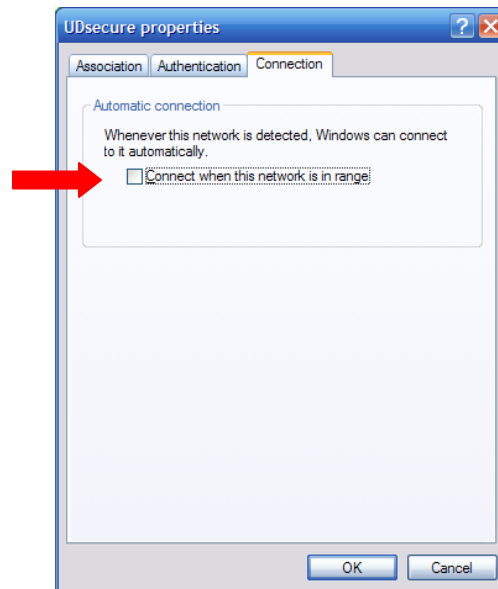 UDsecure properties
Association Authentication Connection
Automatic connection
Whenever this network is detected, Windows can connect
to it automatically.
Connect when this network is in range
OK Cancel